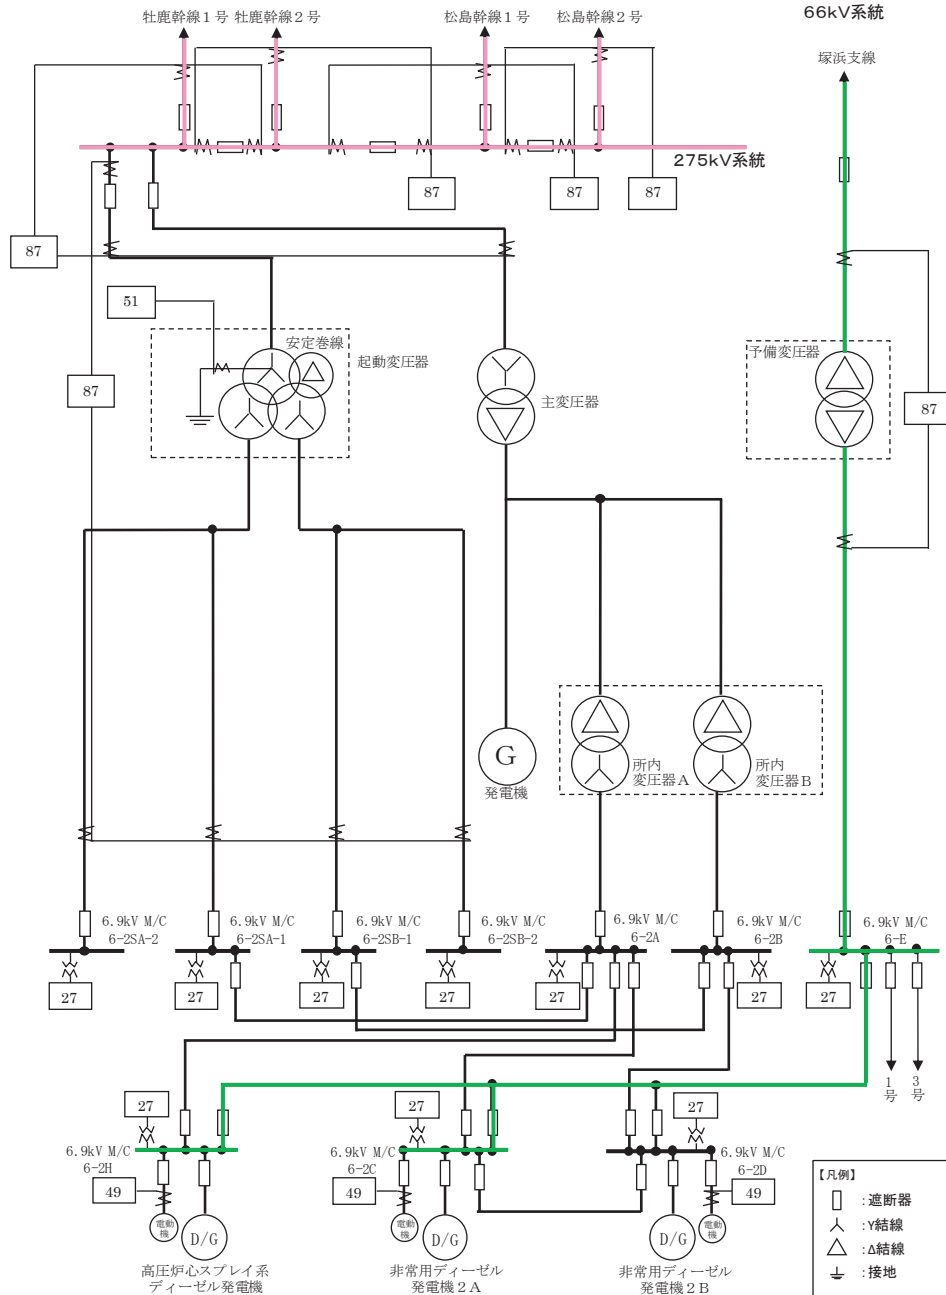 66kV系統
牡鹿幹線1号
牡鹿幹線2号
松島幹線1号
松島幹線2号
塚浜支線
275kV系統
87
87
87
87
51
安定巻線
起動変圧器
予備変圧器
87
主変圧器
87
G
発電機
所内
変圧器A
所内
変圧器B
6.9kV M/C
6-2SA-2
6.9kV M/C
6-2SA-1
6.9kV M/C
6-2SB-1
6.9kV M/C
6-2SB-2
6.9kV M/C
6-2A
6.9kV M/C
6-2B
6.9kV M/C
6-E
27
27
27
27
27
27
27
1号
3号
27
27
27
6.9kV M/C
6-2H
6.9kV M/C
6-2C
6.9kV M/C
6-2D
49
49
49
電動機
D/G
電動機
D/G
D/G
電動機
高圧炉心スプレイ系
ディーゼル発電機
非常用ディーゼル
発電機2A
非常用ディーゼル
発電機2B
【凡例】
:遮断器
:Y結線
:Δ結線
:接地